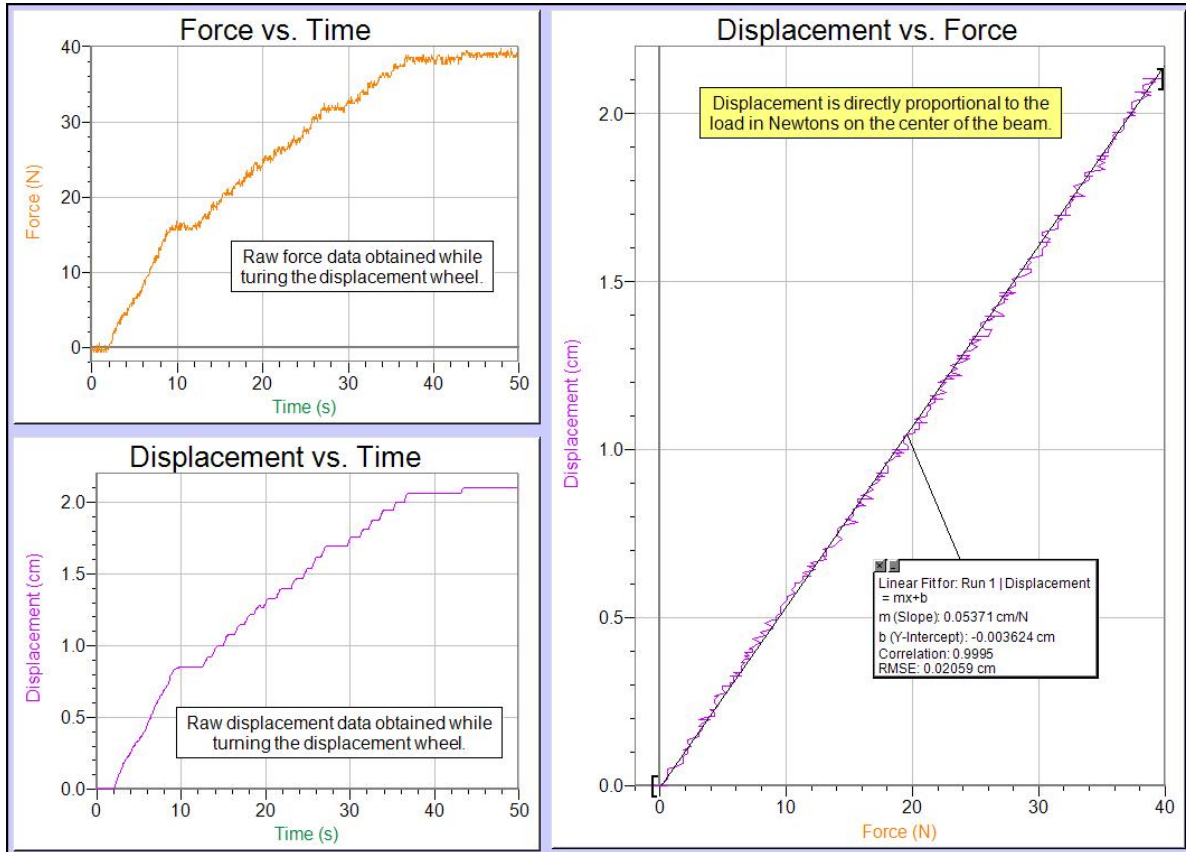 Force vs. Time
40
30
20
10
0
Force (N)
Raw force data obtained while
turing the displacement wheel.
0 10 20 30 40 50
Time (s)
Displacement vs. Time
2.0
1.5
1.0
0.5
0.0
Displacement (cm)
Raw displacement data obtained while
turning the displacement wheel.
0 10 20 30 40 50
Time (s)
Displacement vs. Force
Displacement is directly proportional to the
load in Newtons on the center of the beam.
2.0
1.5
1.0
0.5
0.0
Displacement (cm)
Linear Fit for: Run 1 | Displacement
= mx+b
m (Slope): 0.05371 cm/N
b (Y-Intercept): -0.003624 cm
Correlation: 0.9995
RMSE: 0.02059 cm
0 10 20 30 40
Force (N)